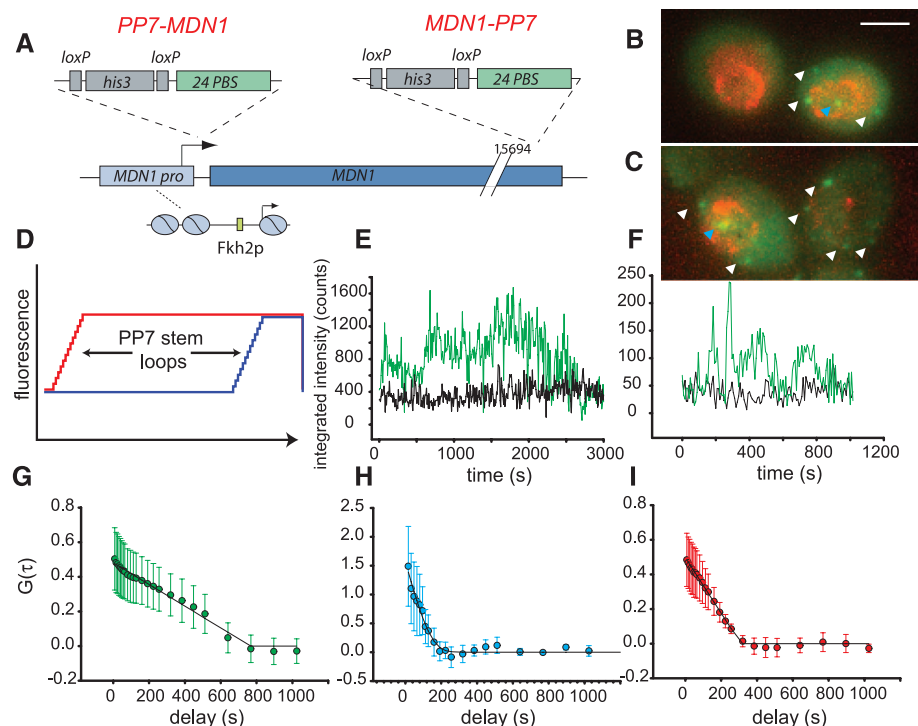 A
PP7-MDN1
MDN1-PP7
loxP
loxP
his3
24 PBS
loxP
loxP
his3
24 PBS
15694
MDN1 pro
MDN1
Fkh2p
B
C
D
fluorescence
PP7 stem
loops
E
integrated intensity (counts)
1600
1200
800
400
0
0
1000
2000
3000
time (s)
F
250
200
150
100
50
0
0
400
800
1200
time (s)
G
G(τ)
0.8
0.6
0.4
0.2
0.0
-0.2
0
200
400
600
800
1000
delay (s)
H
2.5
2.0
1.5
1.0
0.5
0.0
-0.5
0
200
400
600
800
1000
delay (s)
I
0.8
0.6
0.4
0.2
0.0
-0.2
0
200
400
600
800
1000
delay (s)